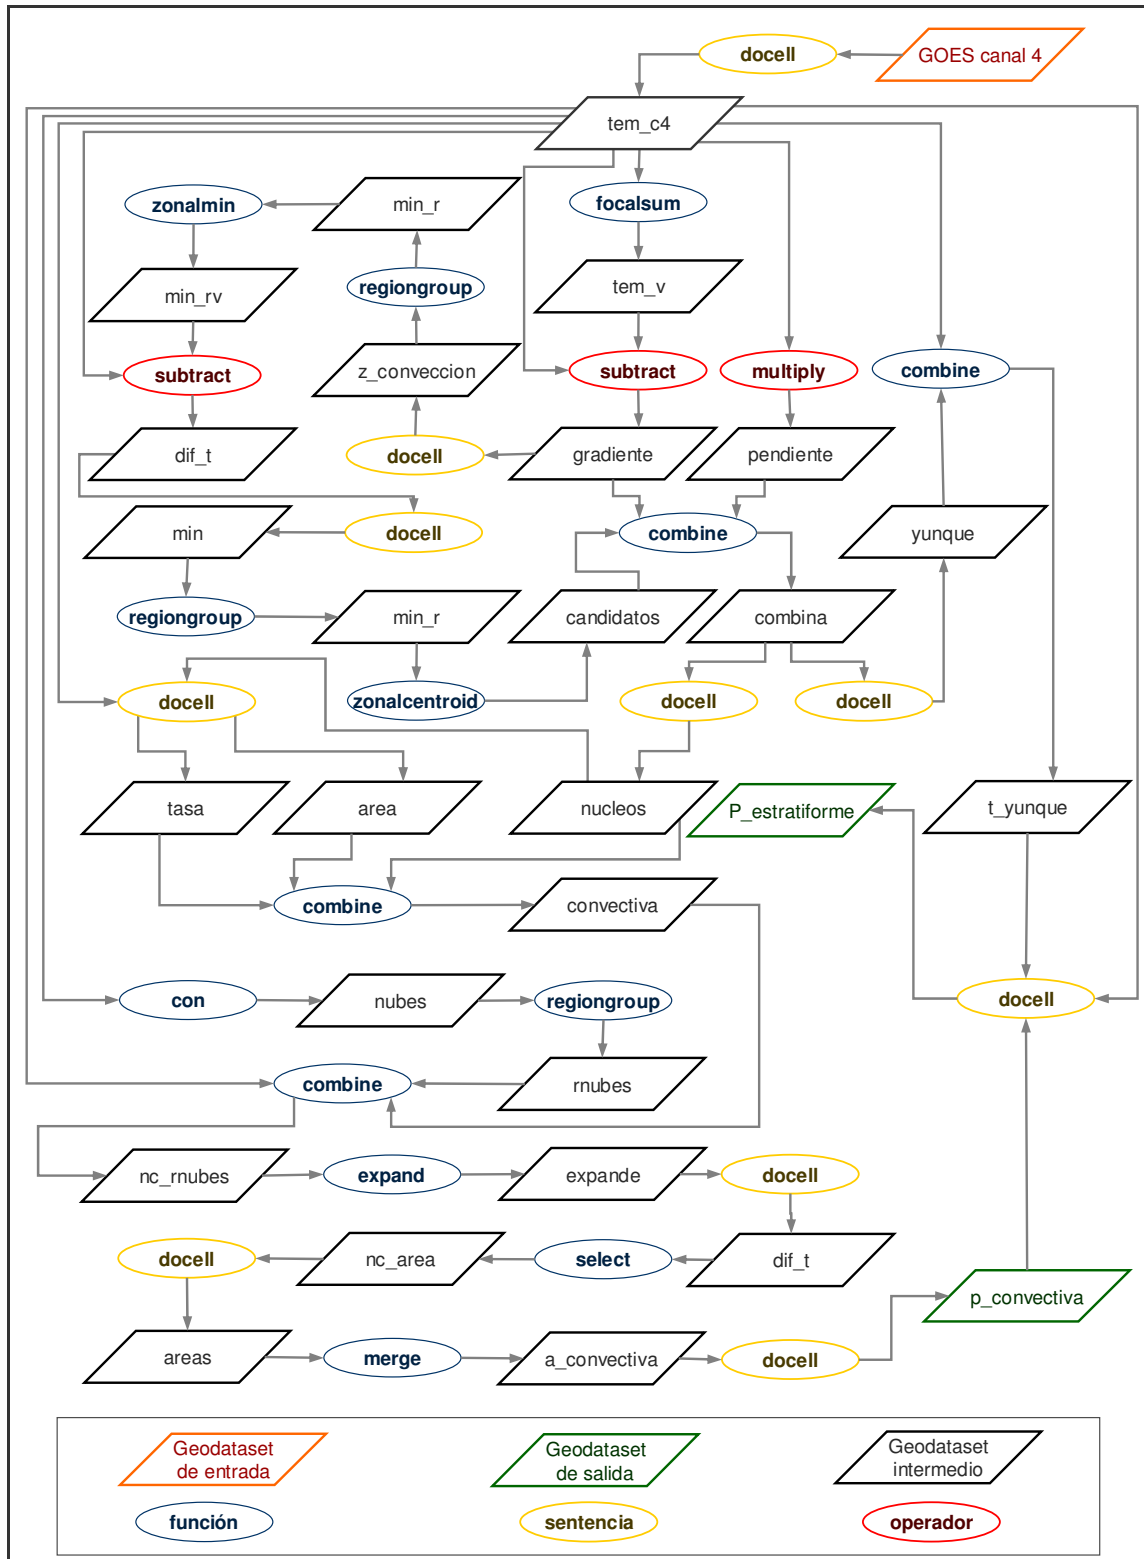 docell
GOES canal 4
tem_c4
zonalmin
min_r
focalsum
regiongroup
min_rv
tem_v
subtract
z_conveccion
subtract
multiply
combine
dif_t
docell
gradiente
pendiente
min
docell
combine
yunque
regiongroup
min_r
candidatos
combina
docell
zonalcentroid
docell
docell
tasa
area
nucleos
P_estratiforme
t_yunque
combine
convectiva
con
nubes
regiongroup
docell
combine
rnubes
nc_rnubes
expand
expande
docell
docell
nc_area
select
dif_t
p_convectiva
areas
merge
a_convectiva
docell
Geodataset
de entrada
Geodataset
de salida
Geodataset
intermedio
función
sentencia
operador